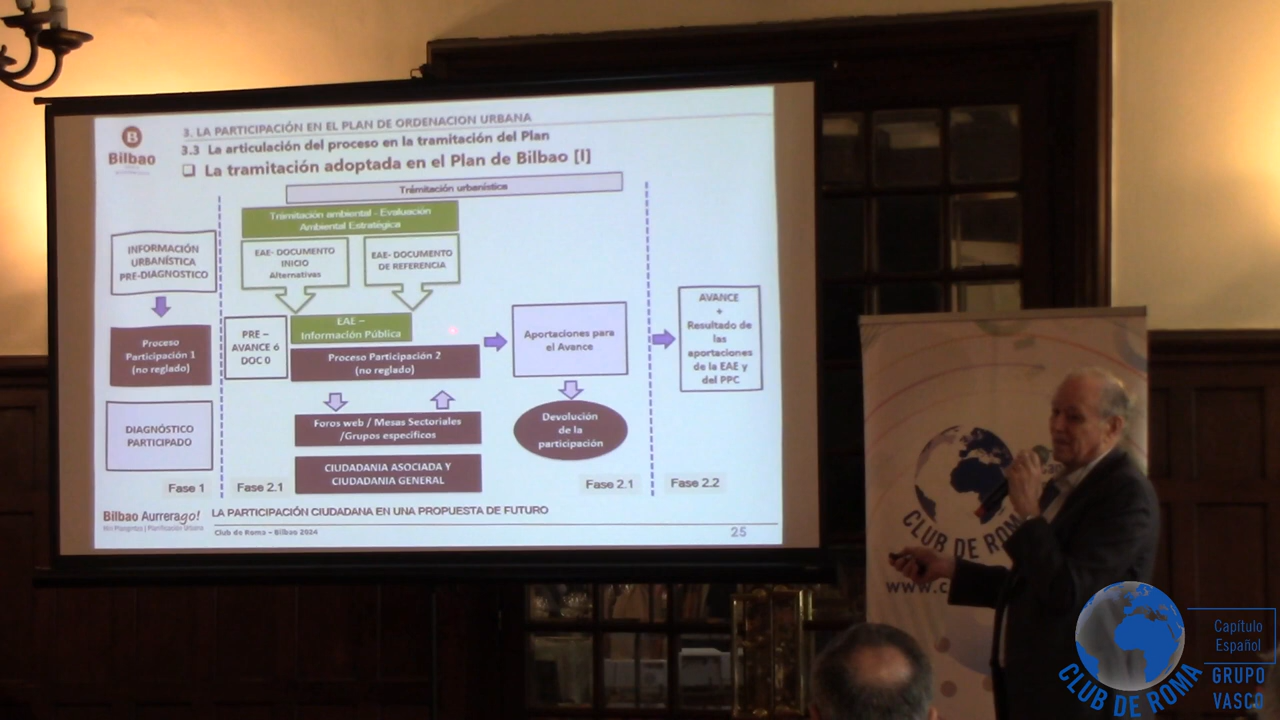 3. LA PARTICIPACIÓN EN EL PLAN DE ORDENACION URBANA
3.3 La articulación del proceso en la tramitación del Plan
❑ La tramitación adoptada en el Plan de Bilbao [I]
B
Bilbao
Trámitación urbanística
Trámitación ambiental - Evaluación
Ambiental Estratégica
INFORMACIÓN
URBANÍSTICA
PRE-DIAGNOSTICO
EAE- DOCUMENTO
INICIO
Alternativas
EAE- DOCUMENTO
DE REFERENCIA
Proceso
Participación 1
(no reglado)
PRE –
AVANCE ó
DOC 0
EAE –
Información Pública
Proceso Participación 2
(no reglado)
Aportaciones para
el Avance
AVANCE
+
Resultado de
las
aportaciones
de la EAE y
del PPC
DIAGNÓSTICO
PARTICIPADO
Foros web / Mesas Sectoriales
/Grupos específicos
CIUDADANIA ASOCIADA Y
CIUDADANIA GENERAL
Devolución
de la
participación
Fase 1
Fase 2.1
Fase 2.1
Fase 2.2
Bilbao Aurrerago!
LA PARTICIPACIÓN CIUDADANA EN UNA PROPUESTA DE FUTURO
Club de Roma – Bilbao 2024
25
CLUB DE ROM
www.c
CLUB DE ROMA
Capítulo
Español
GRUPO
VASCO